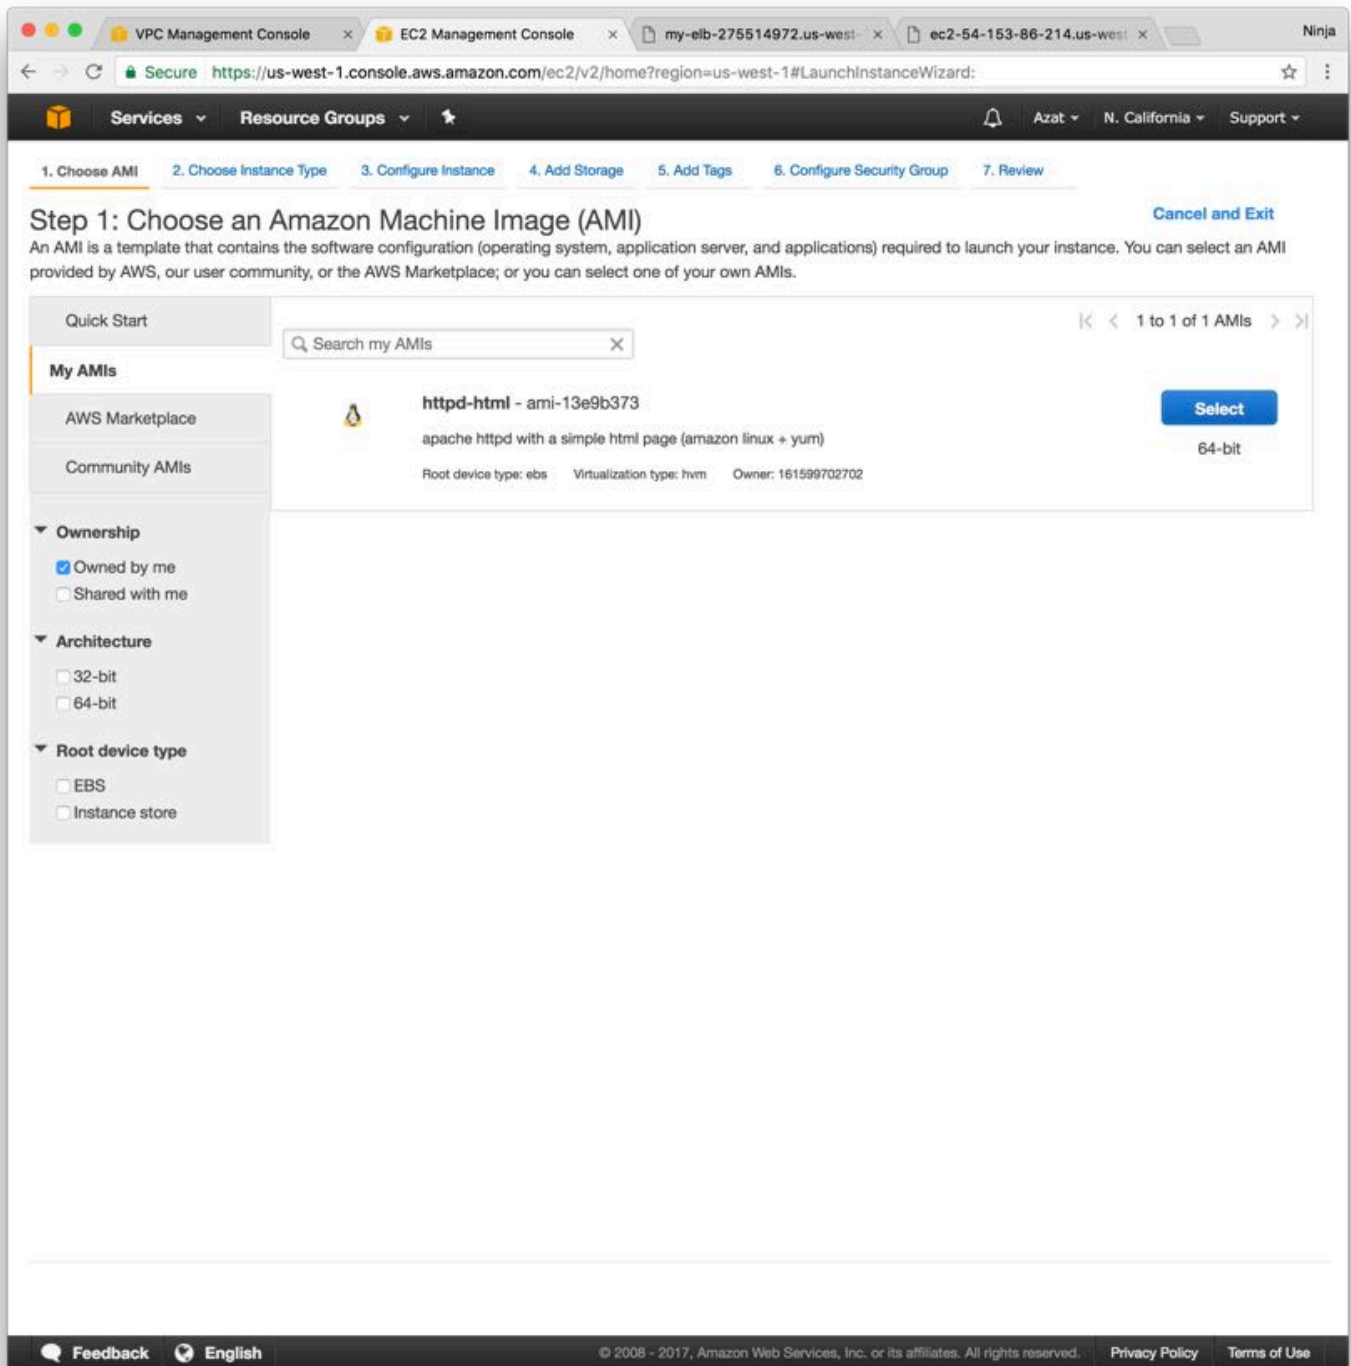 VPC Management Console
EC2 Management Console
my-elb-275514972.us-west-
ec2-54-153-86-214.us-west
Ninja
Secure https://us-west-1.console.aws.amazon.com/ec2/v2/home?region=us-west-1#LaunchInstanceWizard:
Services Resource Groups Azat N. California Support
1. Choose AMI 2. Choose Instance Type 3. Configure Instance 4. Add Storage 5. Add Tags 6. Configure Security Group 7. Review
Step 1: Choose an Amazon Machine Image (AMI)
Cancel and Exit
An AMI is a template that contains the software configuration (operating system, application server, and applications) required to launch your instance. You can select an AMI
provided by AWS, our user community, or the AWS Marketplace; or you can select one of your own AMIs.
Quick Start
My AMIs
AWS Marketplace
Community AMIs
Ownership
Owned by me
Shared with me
Architecture
32-bit
64-bit
Root device type
EBS
Instance store
1 to 1 of 1 AMIs
Search my AMIs
httpd-html - ami-13e9b373
apache httpd with a simple html page (amazon linux + yum)
Root device type: ebs Virtualization type: hvm Owner: 161599702702
Select
64-bit
Feedback English © 2008 - 2017, Amazon Web Services, Inc. or its affiliates. All rights reserved. Privacy Policy Terms of Use